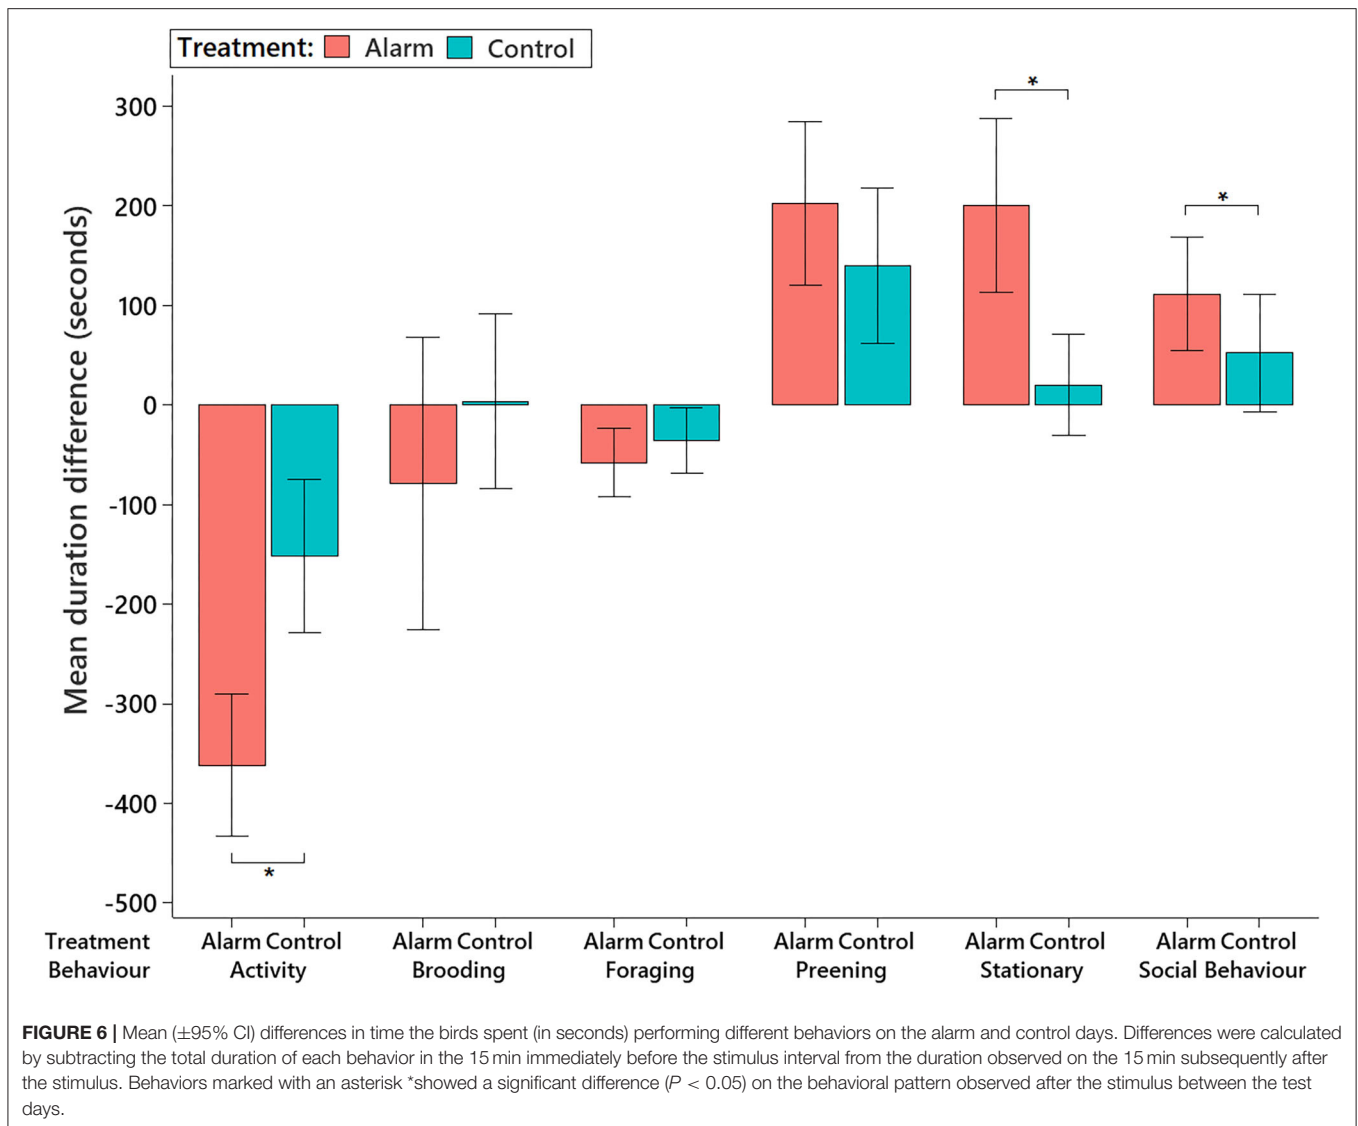 Treatment: Alarm Control
Mean duration difference (seconds)
300
200
100
0
-100
-200
-300
-400
-500
*
*
*
Treatment Alarm Control Alarm Control Alarm Control Alarm Control Alarm Control Alarm Control
Behaviour Activity Brooding Foraging Preening Stationary Social Behaviour
FIGURE 6 | Mean (±95% CI) differences in time the birds spent (in seconds) performing different behaviors on the alarm and control days. Differences were calculated
by subtracting the total duration of each behavior in the 15 min immediately before the stimulus interval from the duration observed on the 15 min subsequently after
the stimulus. Behaviors marked with an asterisk *showed a significant difference (P < 0.05) on the behavioral pattern observed after the stimulus between the test
days.